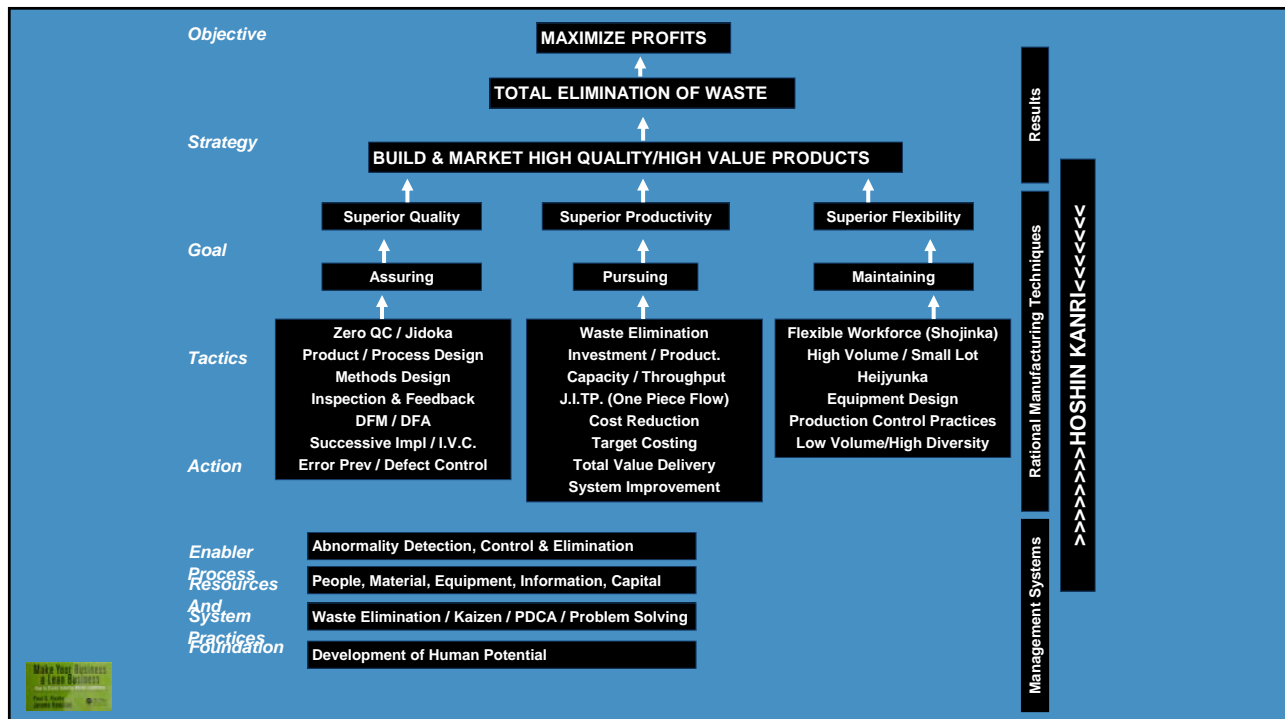 Objective
MAXIMIZE PROFITS
TOTAL ELIMINATION OF WASTE
Strategy
BUILD & MARKET HIGH QUALITY/HIGH VALUE PRODUCTS
Superior Quality
Superior Productivity
Superior Flexibility
Goal
Assuring
Pursuing
Maintaining
Tactics
Action
Zero QC / Jidoka
Product / Process Design
Methods Design
Inspection & Feedback
DFM / DFA
Successive Impl / I.V.C.
Error Prev / Defect Control
Waste Elimination
Investment / Product.
Capacity / Throughput
J.I.TP. (One Piece Flow)
Cost Reduction
Target Costing
Total Value Delivery
System Improvement
Flexible Workforce (Shojinka)
High Volume / Small Lot
Heijyunka
Equipment Design
Production Control Practices
Low Volume/High Diversity
Enabler
Process
Resources
And
System
Practices
Foundation
Abnormality Detection, Control & Elimination
People, Material, Equipment, Information, Capital
Waste Elimination / Kaizen / PDCA / Problem Solving
Development of Human Potential
Results
Rational Manufacturing Techniques
Management Systems
>>>>>>>>>HOSHIN KANRI<<<<<<<<
Make Your Business
a Lean Business